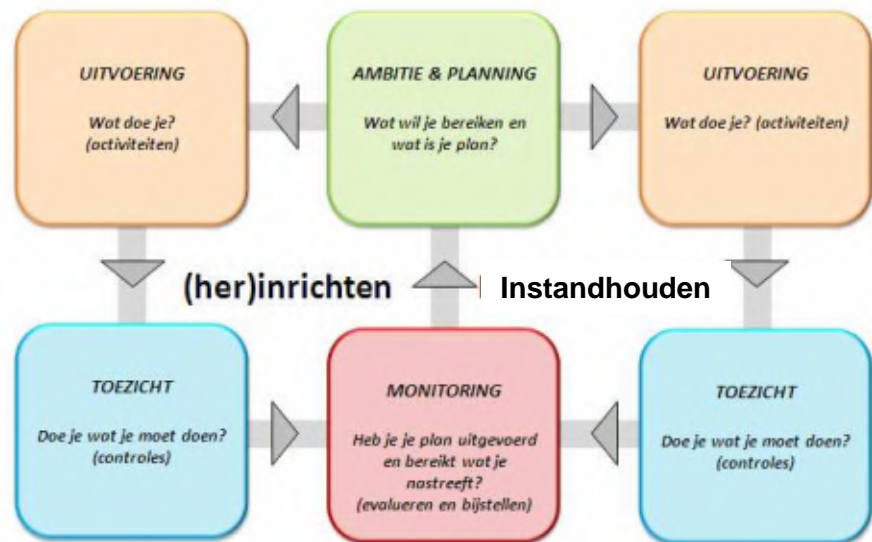 UITVOERING
Wat doe je?
(activiteiten)
AMBITIE & PLANNING
Wat wil je bereiken en
wat is je plan?
UITVOERING
Wat doe je? (activiteiten)
(her)inrichten
Instandhouden
TOEZICHT
Doe je wat je moet doen?
(controles)
MONITORING
Heb je je plan uitgevoerd
en bereikt wat je
nastreeft?
(evalueren en bijstellen)
TOEZICHT
Doe je wat je moet doen?
(controles)